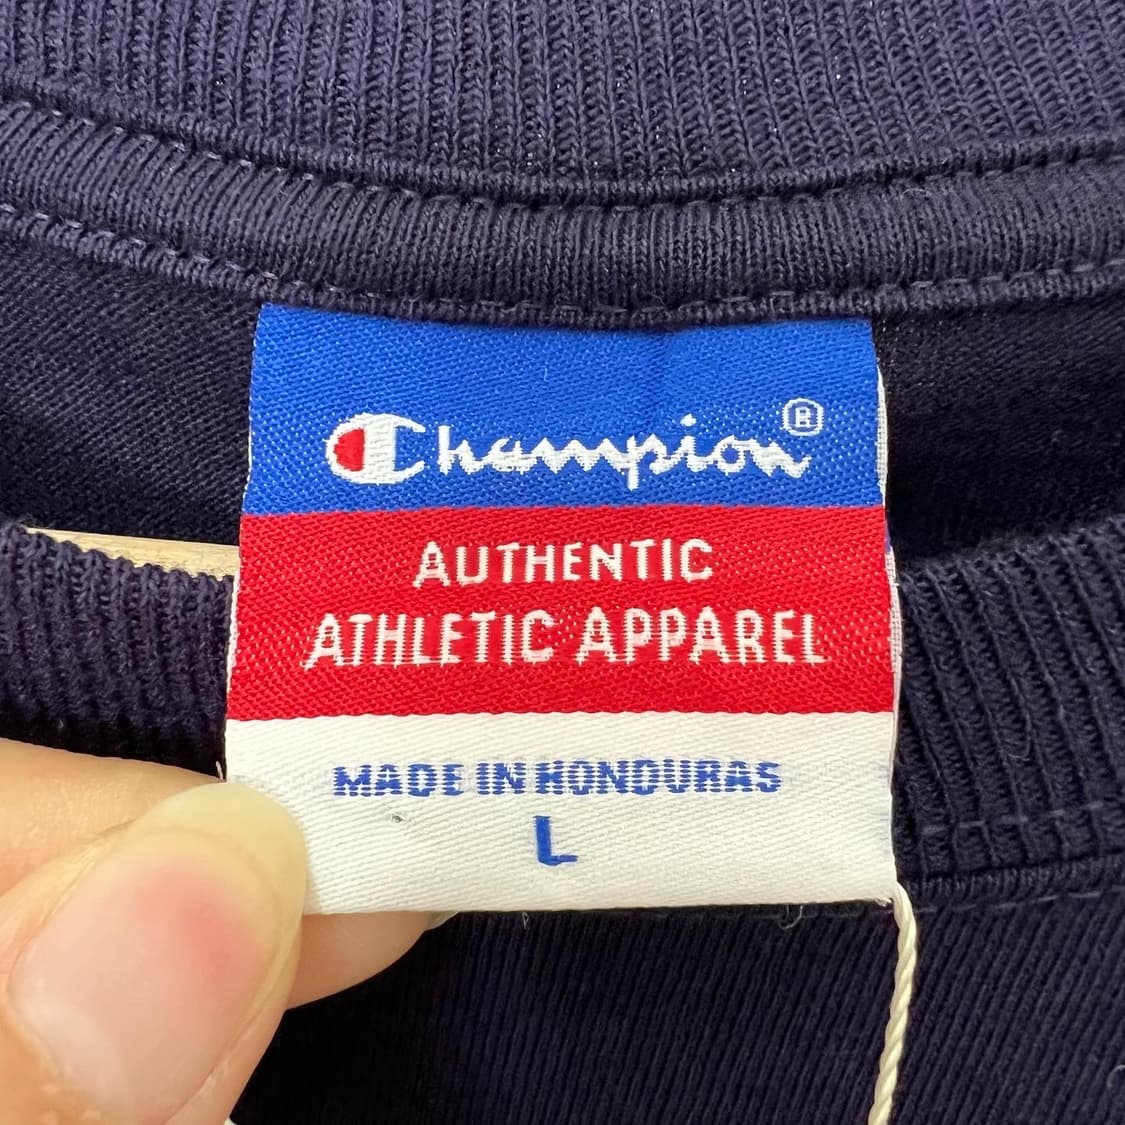 Champion®
AUTHENTIC
ATHLETIC APPAREL
MADE IN HONDURAS
L